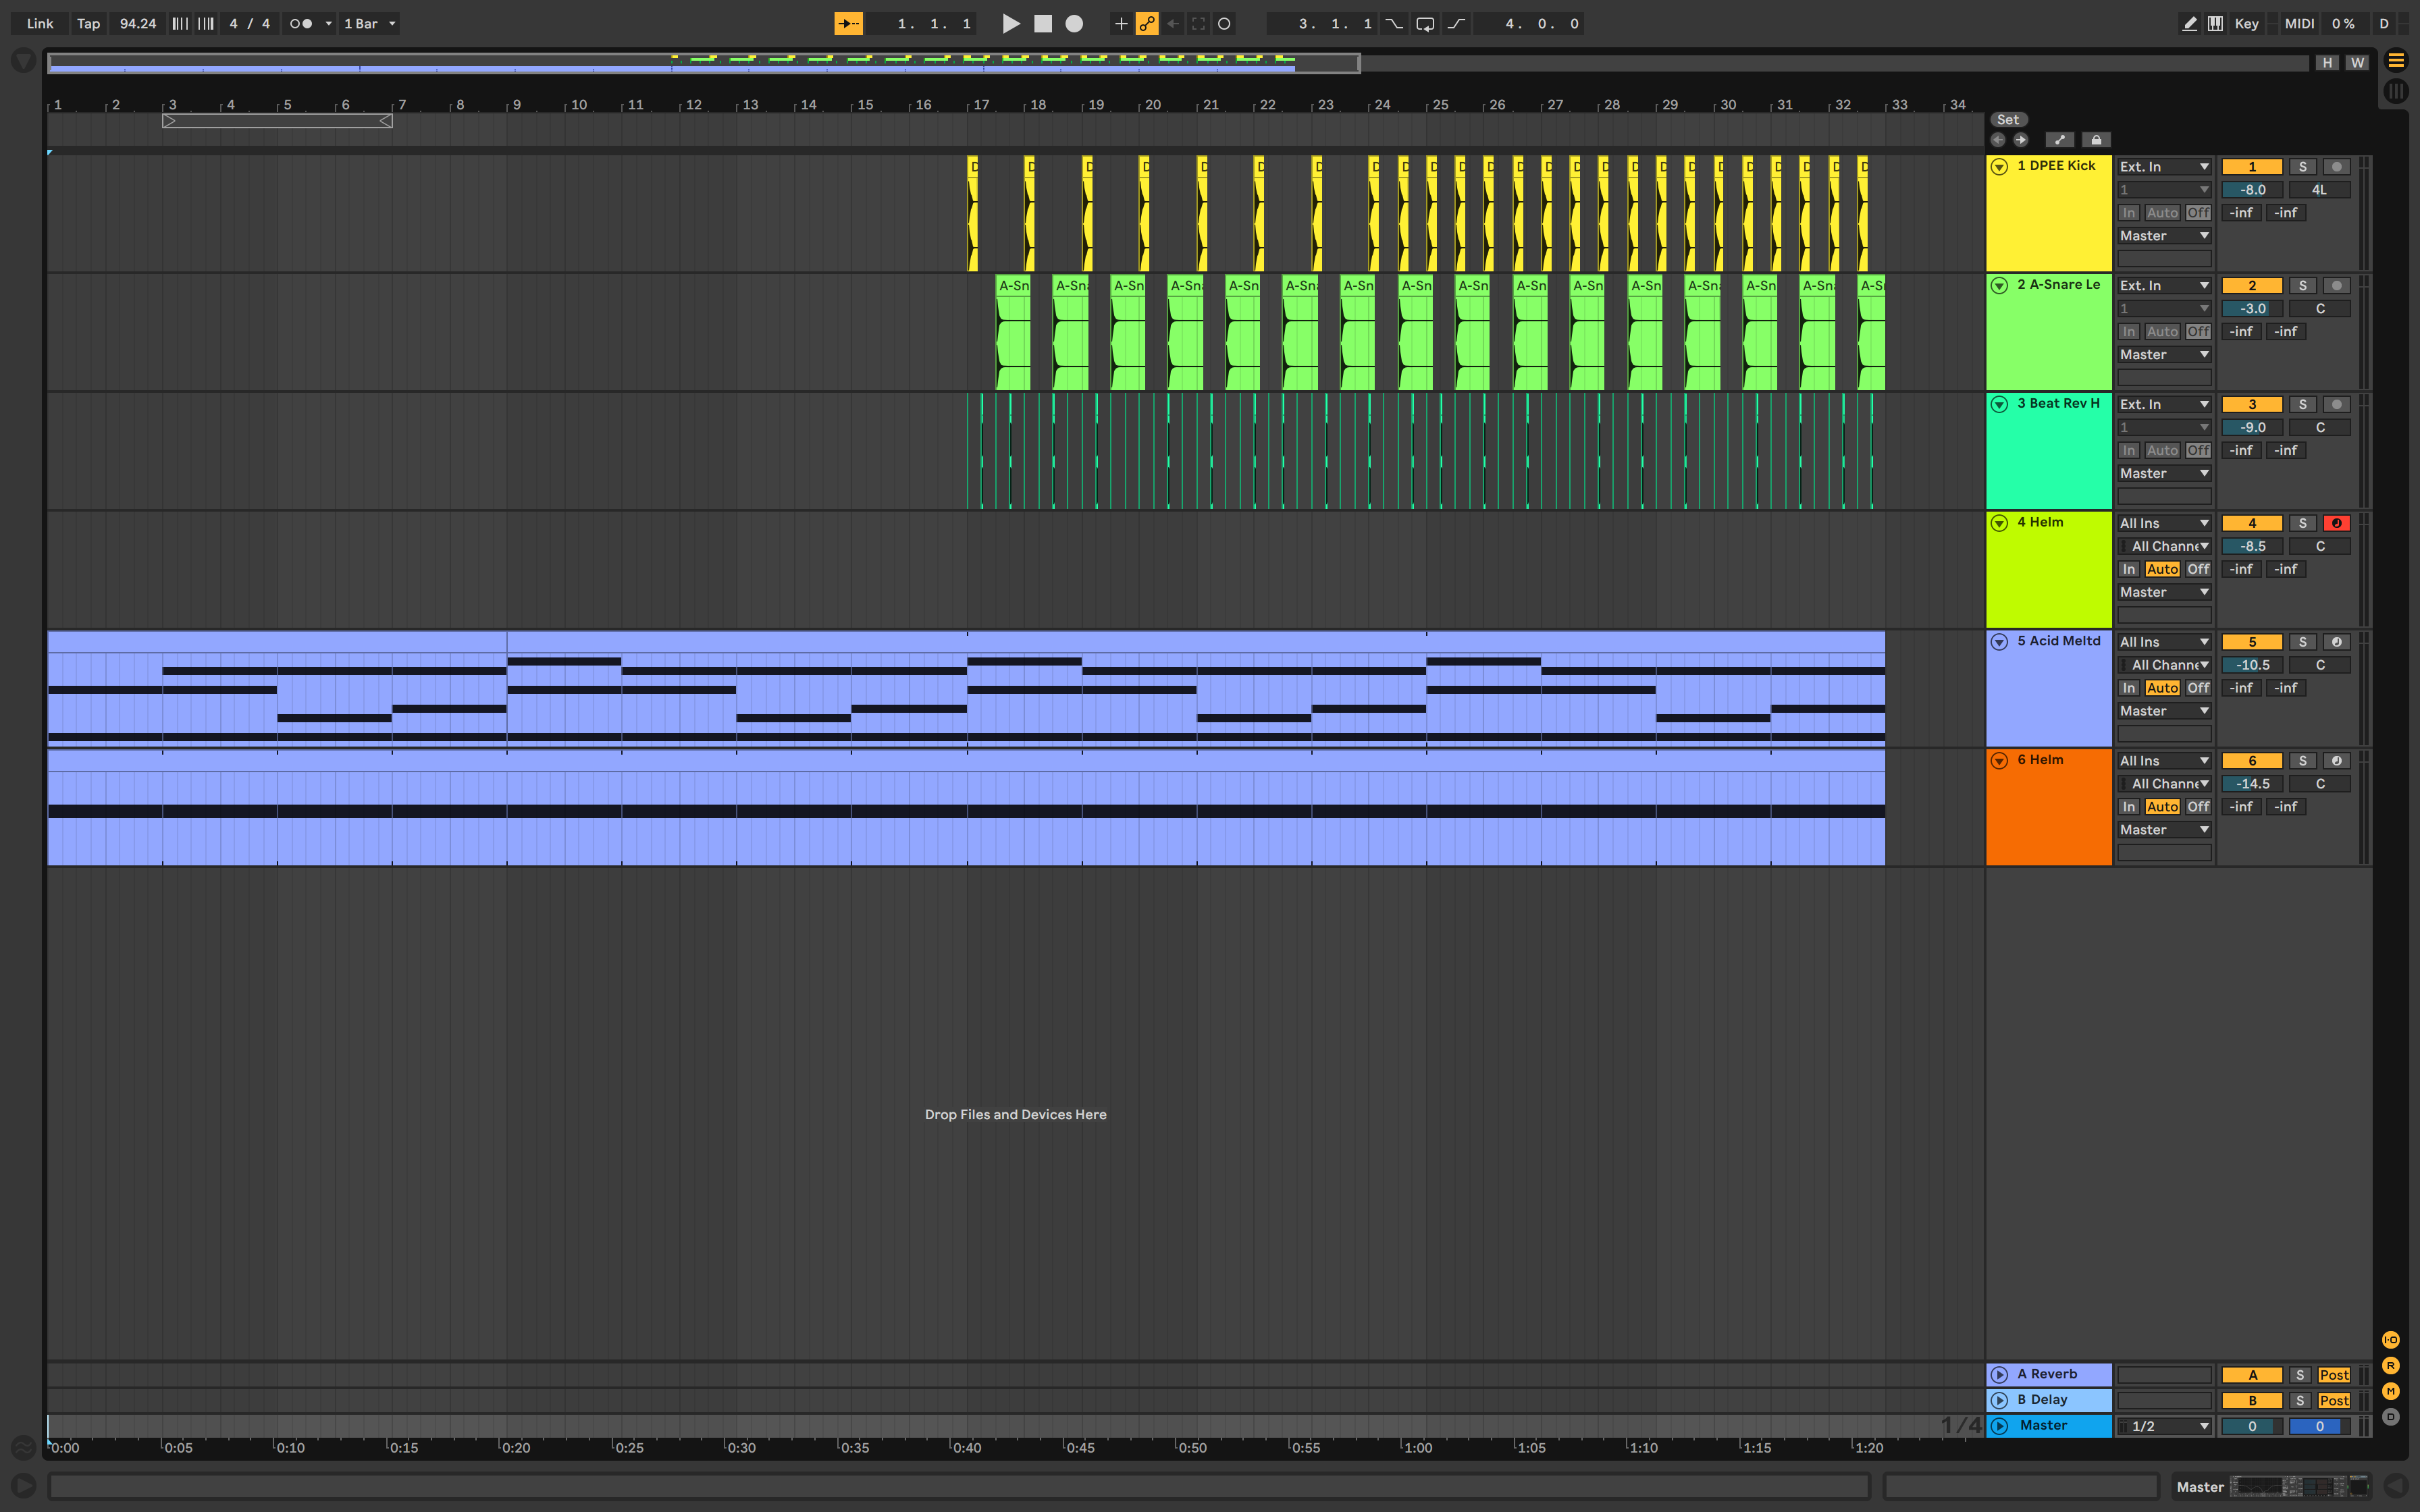 Link Tap 94.24 4 / 4 1 Bar 1. 1. 1 3. 1. 1 4. 0. 0 Key MIDI 0 % D
H W
1 2 3 4 5 6 7 8 9 10 11 12 13 14 15 16 17 18 19 20 21 22 23 24 25 26 27 28 29 30 31 32 33 34
Set
D D D D D D D D D D D D D D D D D D D D D D D D D
1 DPEE Kick Ext. In 1 S
1 -8.0 4L
In Auto Off -inf -inf
Master
A-Sn A-Sna A-Sn A-Sna A-Sn A-Sna A-Sn A-Sn A-Sn A-Sn A-Sn A-Sn A-Sna A-Sn A-Sna A-Si
2 A-Snare Le Ext. In 2 S
1 -3.0 C
In Auto Off -inf -inf
Master
3 Beat Rev H Ext. In 3 S
1 -9.0 C
In Auto Off -inf -inf
Master
4 Helm All Ins 4 S
All Channe -8.5 C
In Auto Off -inf -inf
Master
5 Acid Meltd All Ins 5 S
All Channe -10.5 C
In Auto Off -inf -inf
Master
6 Helm All Ins 6 S
All Channe -14.5 C
In Auto Off -inf -inf
Master
Drop Files and Devices Here
I·O
A Reverb A S Post R
B Delay B S Post M
1/4 Master 1/2 0 0 D
0:00 0:05 0:10 0:15 0:20 0:25 0:30 0:35 0:40 0:45 0:50 0:55 1:00 1:05 1:10 1:15 1:20
Master